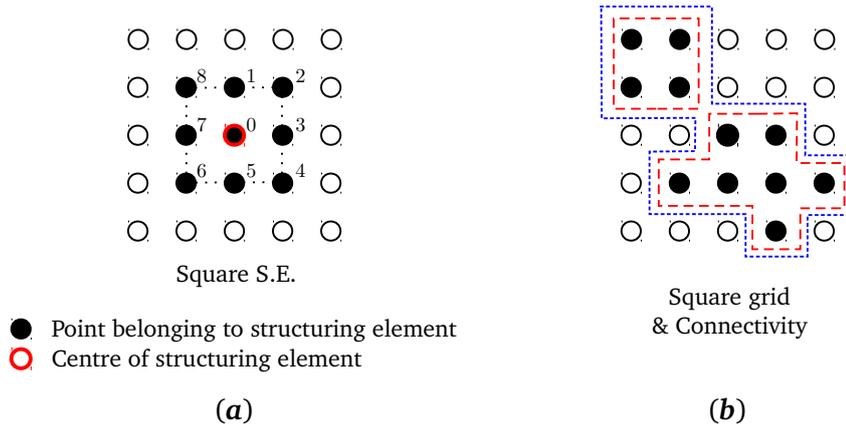 8 1 2
7 0 3
6 5 4
Square S.E.
Point belonging to structuring element
Centre of structuring element
(a)
Square grid
& Connectivity
(b)